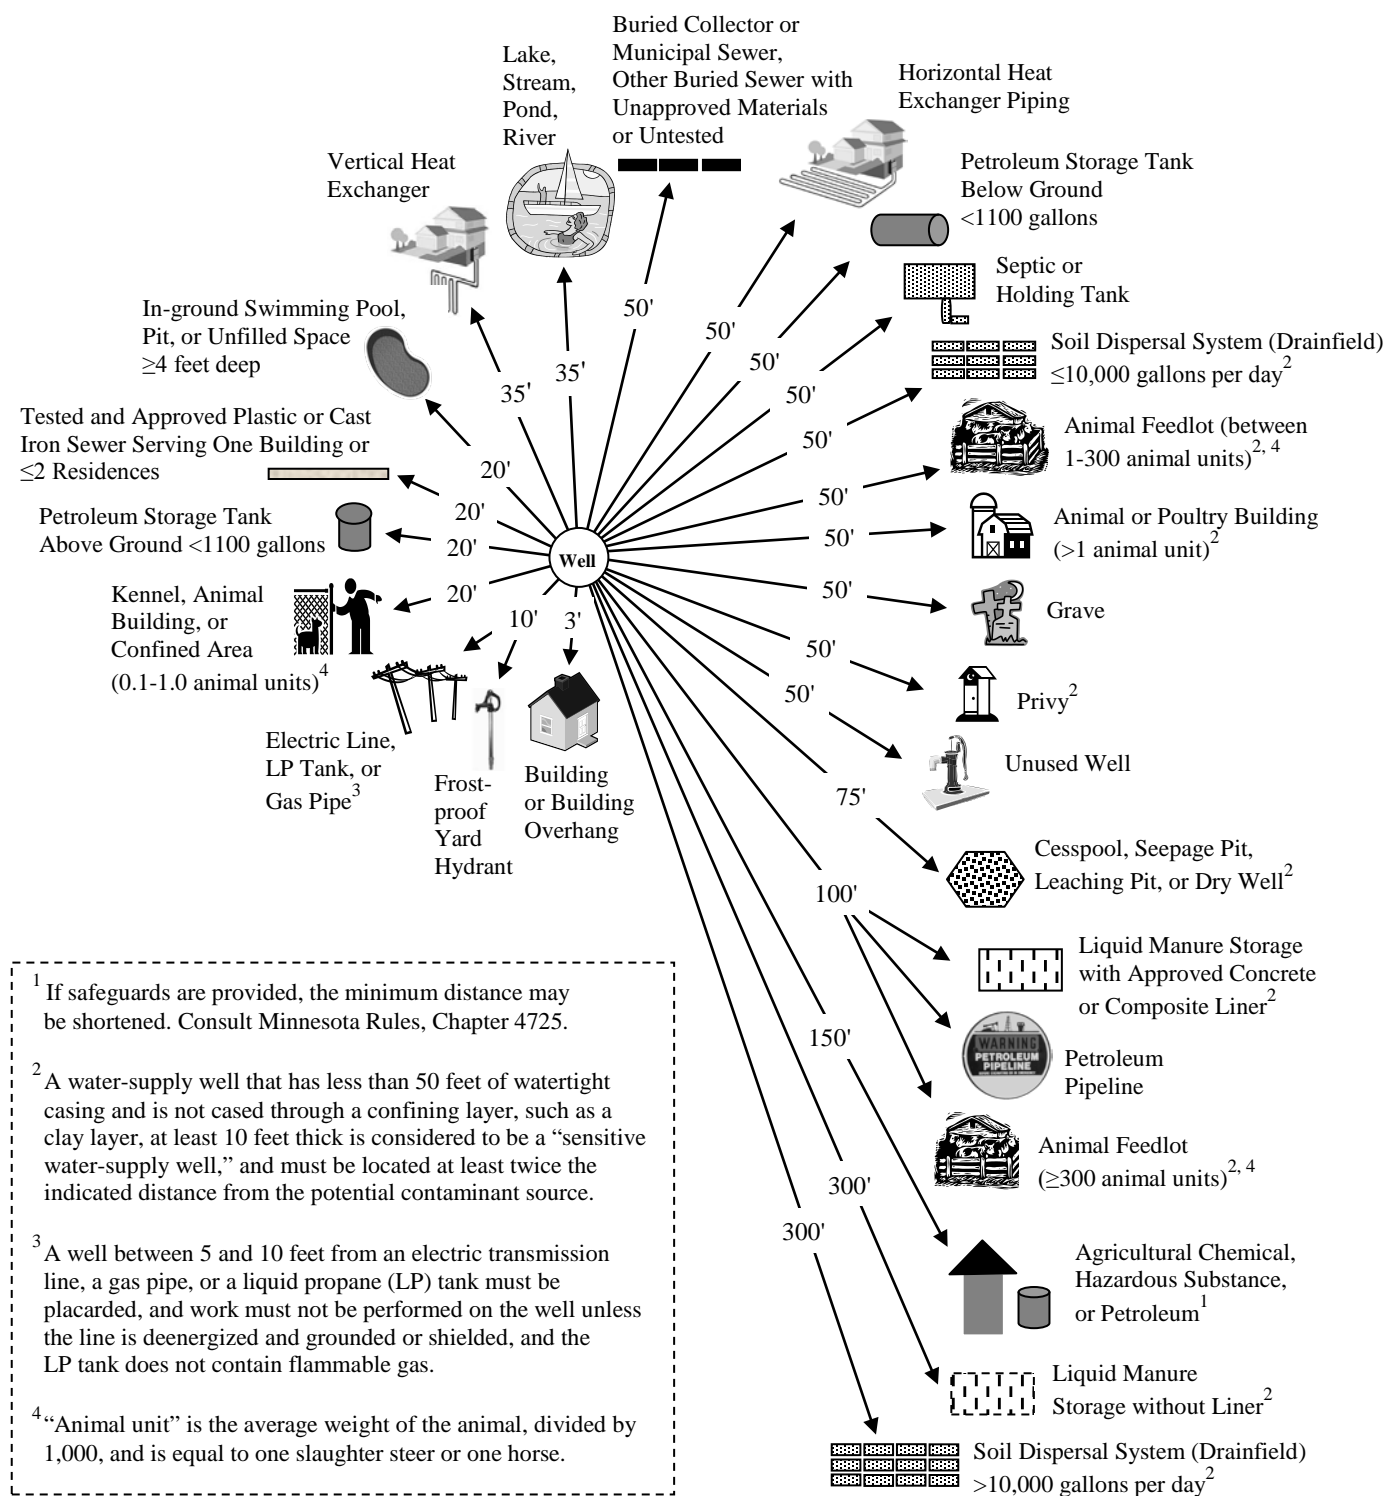 Buried Collector or
Municipal Sewer,
Other Buried Sewer with
Unapproved Materials
or Untested
Lake,
Stream,
Pond,
River
Horizontal Heat
Exchanger Piping
Vertical Heat
Exchanger
Petroleum Storage Tank
Below Ground
<1100 gallons
Septic or
Holding Tank
In-ground Swimming Pool,
Pit, or Unfilled Space
≥4 feet deep
Soil Dispersal System (Drainfield)
≤10,000 gallons per day2
Tested and Approved Plastic or Cast
Iron Sewer Serving One Building or
≤2 Residences
Animal Feedlot (between
1-300 animal units)2, 4
Petroleum Storage Tank
Above Ground <1100 gallons
Animal or Poultry Building
(>1 animal unit)2
Kennel, Animal
Building, or
Confined Area
(0.1-1.0 animal units)4
Grave
Privy2
Electric Line,
LP Tank, or
Gas Pipe3
Frost-
proof
Yard
Hydrant
Building
or Building
Overhang
Unused Well
Well
35'
35'
50'
50'
50'
50'
50'
50'
50'
50'
50'
50'
20'
20'
20'
20'
10'
3'
75'
100'
150'
300'
300'
Cesspool, Seepage Pit,
Leaching Pit, or Dry Well2
Liquid Manure Storage
with Approved Concrete
or Composite Liner2
WARNING
PETROLEUM
PIPELINE
Petroleum
Pipeline
Animal Feedlot
(≥300 animal units)2, 4
Agricultural Chemical,
Hazardous Substance,
or Petroleum1
Liquid Manure
Storage without Liner2
Soil Dispersal System (Drainfield)
>10,000 gallons per day2
1 If safeguards are provided, the minimum distance may
be shortened. Consult Minnesota Rules, Chapter 4725.
2 A water-supply well that has less than 50 feet of watertight
casing and is not cased through a confining layer, such as a
clay layer, at least 10 feet thick is considered to be a “sensitive
water-supply well,” and must be located at least twice the
indicated distance from the potential contaminant source.
3 A well between 5 and 10 feet from an electric transmission
line, a gas pipe, or a liquid propane (LP) tank must be
placarded, and work must not be performed on the well unless
the line is deenergized and grounded or shielded, and the
LP tank does not contain flammable gas.
4 “Animal unit” is the average weight of the animal, divided by
1,000, and is equal to one slaughter steer or one horse.